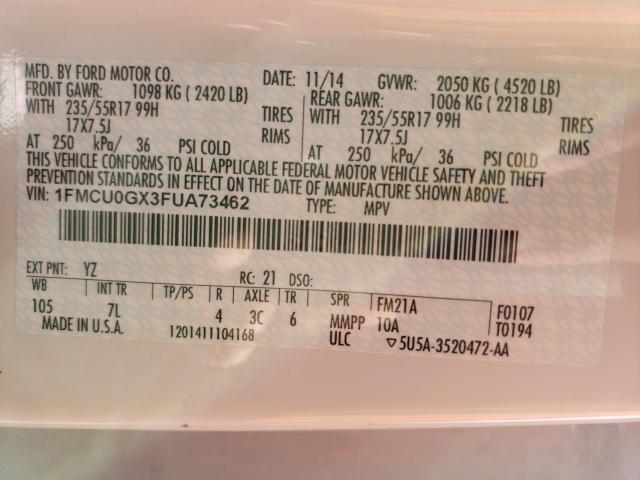 MFD. BY FORD MOTOR CO. DATE: 11/14 GVWR: 2050 KG ( 4520 LB)
FRONT GAWR: 1098 KG ( 2420 LB) REAR GAWR: 1006 KG ( 2218 LB)
WITH 235/55R17 99H TIRES WITH 235/55R17 99H TIRES
17X7.5J RIMS 17X7.5J RIMS
AT 250 kPa/ 36 PSI COLD AT 250 kPa/ 36 PSI COLD
THIS VEHICLE CONFORMS TO ALL APPLICABLE FEDERAL MOTOR VEHICLE SAFETY AND THEFT
PREVENTION STANDARDS IN EFFECT ON THE DATE OF MANUFACTURE SHOWN ABOVE.
VIN: 1FMCU0GX3FUA73462 TYPE: MPV
EXT PNT: YZ RC: 21 DSO:
WB INT TR TP/PS R AXLE TR SPR FM21A F0107
105 7L 4 3C 6 MMPP 10A T0194
MADE IN U.S.A. 1201411104168 ULC ▽5U5A-3520472-AA